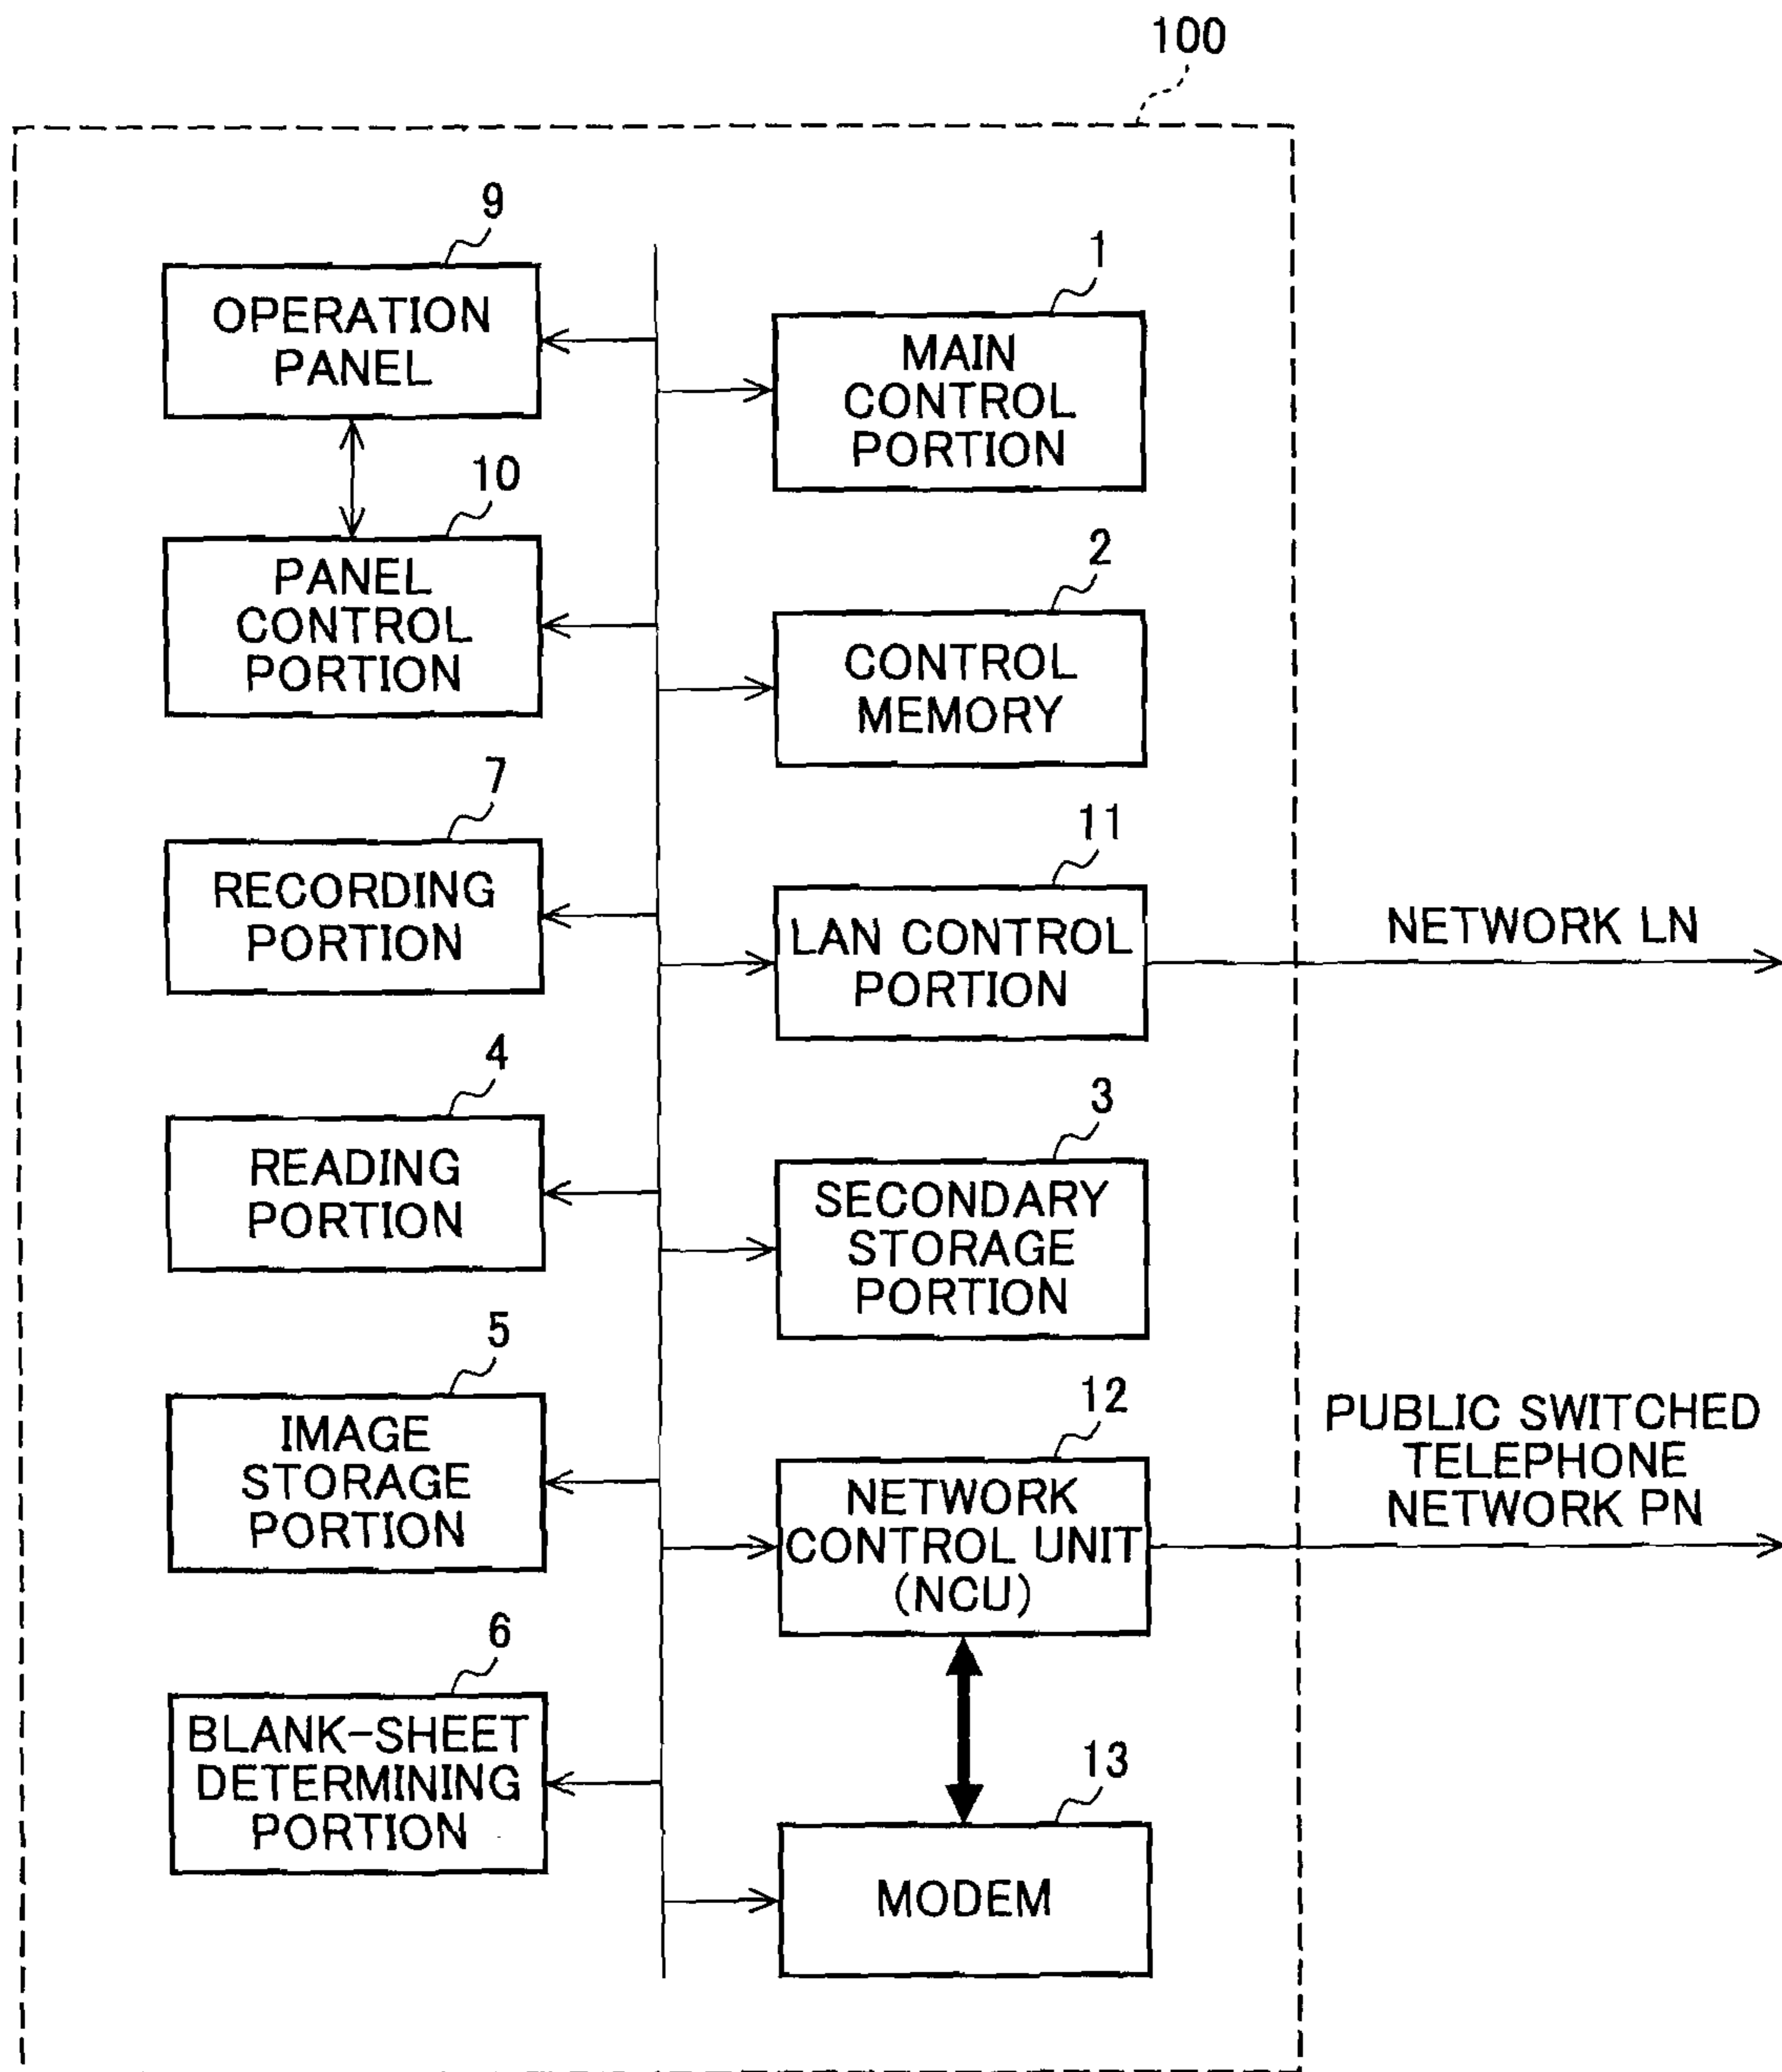 100
9
OPERATION
PANEL
1
MAIN
CONTROL
PORTION
10
PANEL
CONTROL
PORTION
2
CONTROL
MEMORY
7
RECORDING
PORTION
11
LAN CONTROL
PORTION
NETWORK LN
4
READING
PORTION
3
SECONDARY
STORAGE
PORTION
5
IMAGE
STORAGE
PORTION
12
NETWORK
CONTROL UNIT
(NCU)
PUBLIC SWITCHED
TELEPHONE
NETWORK PN
6
BLANK-SHEET
DETERMINING
PORTION
13
MODEM